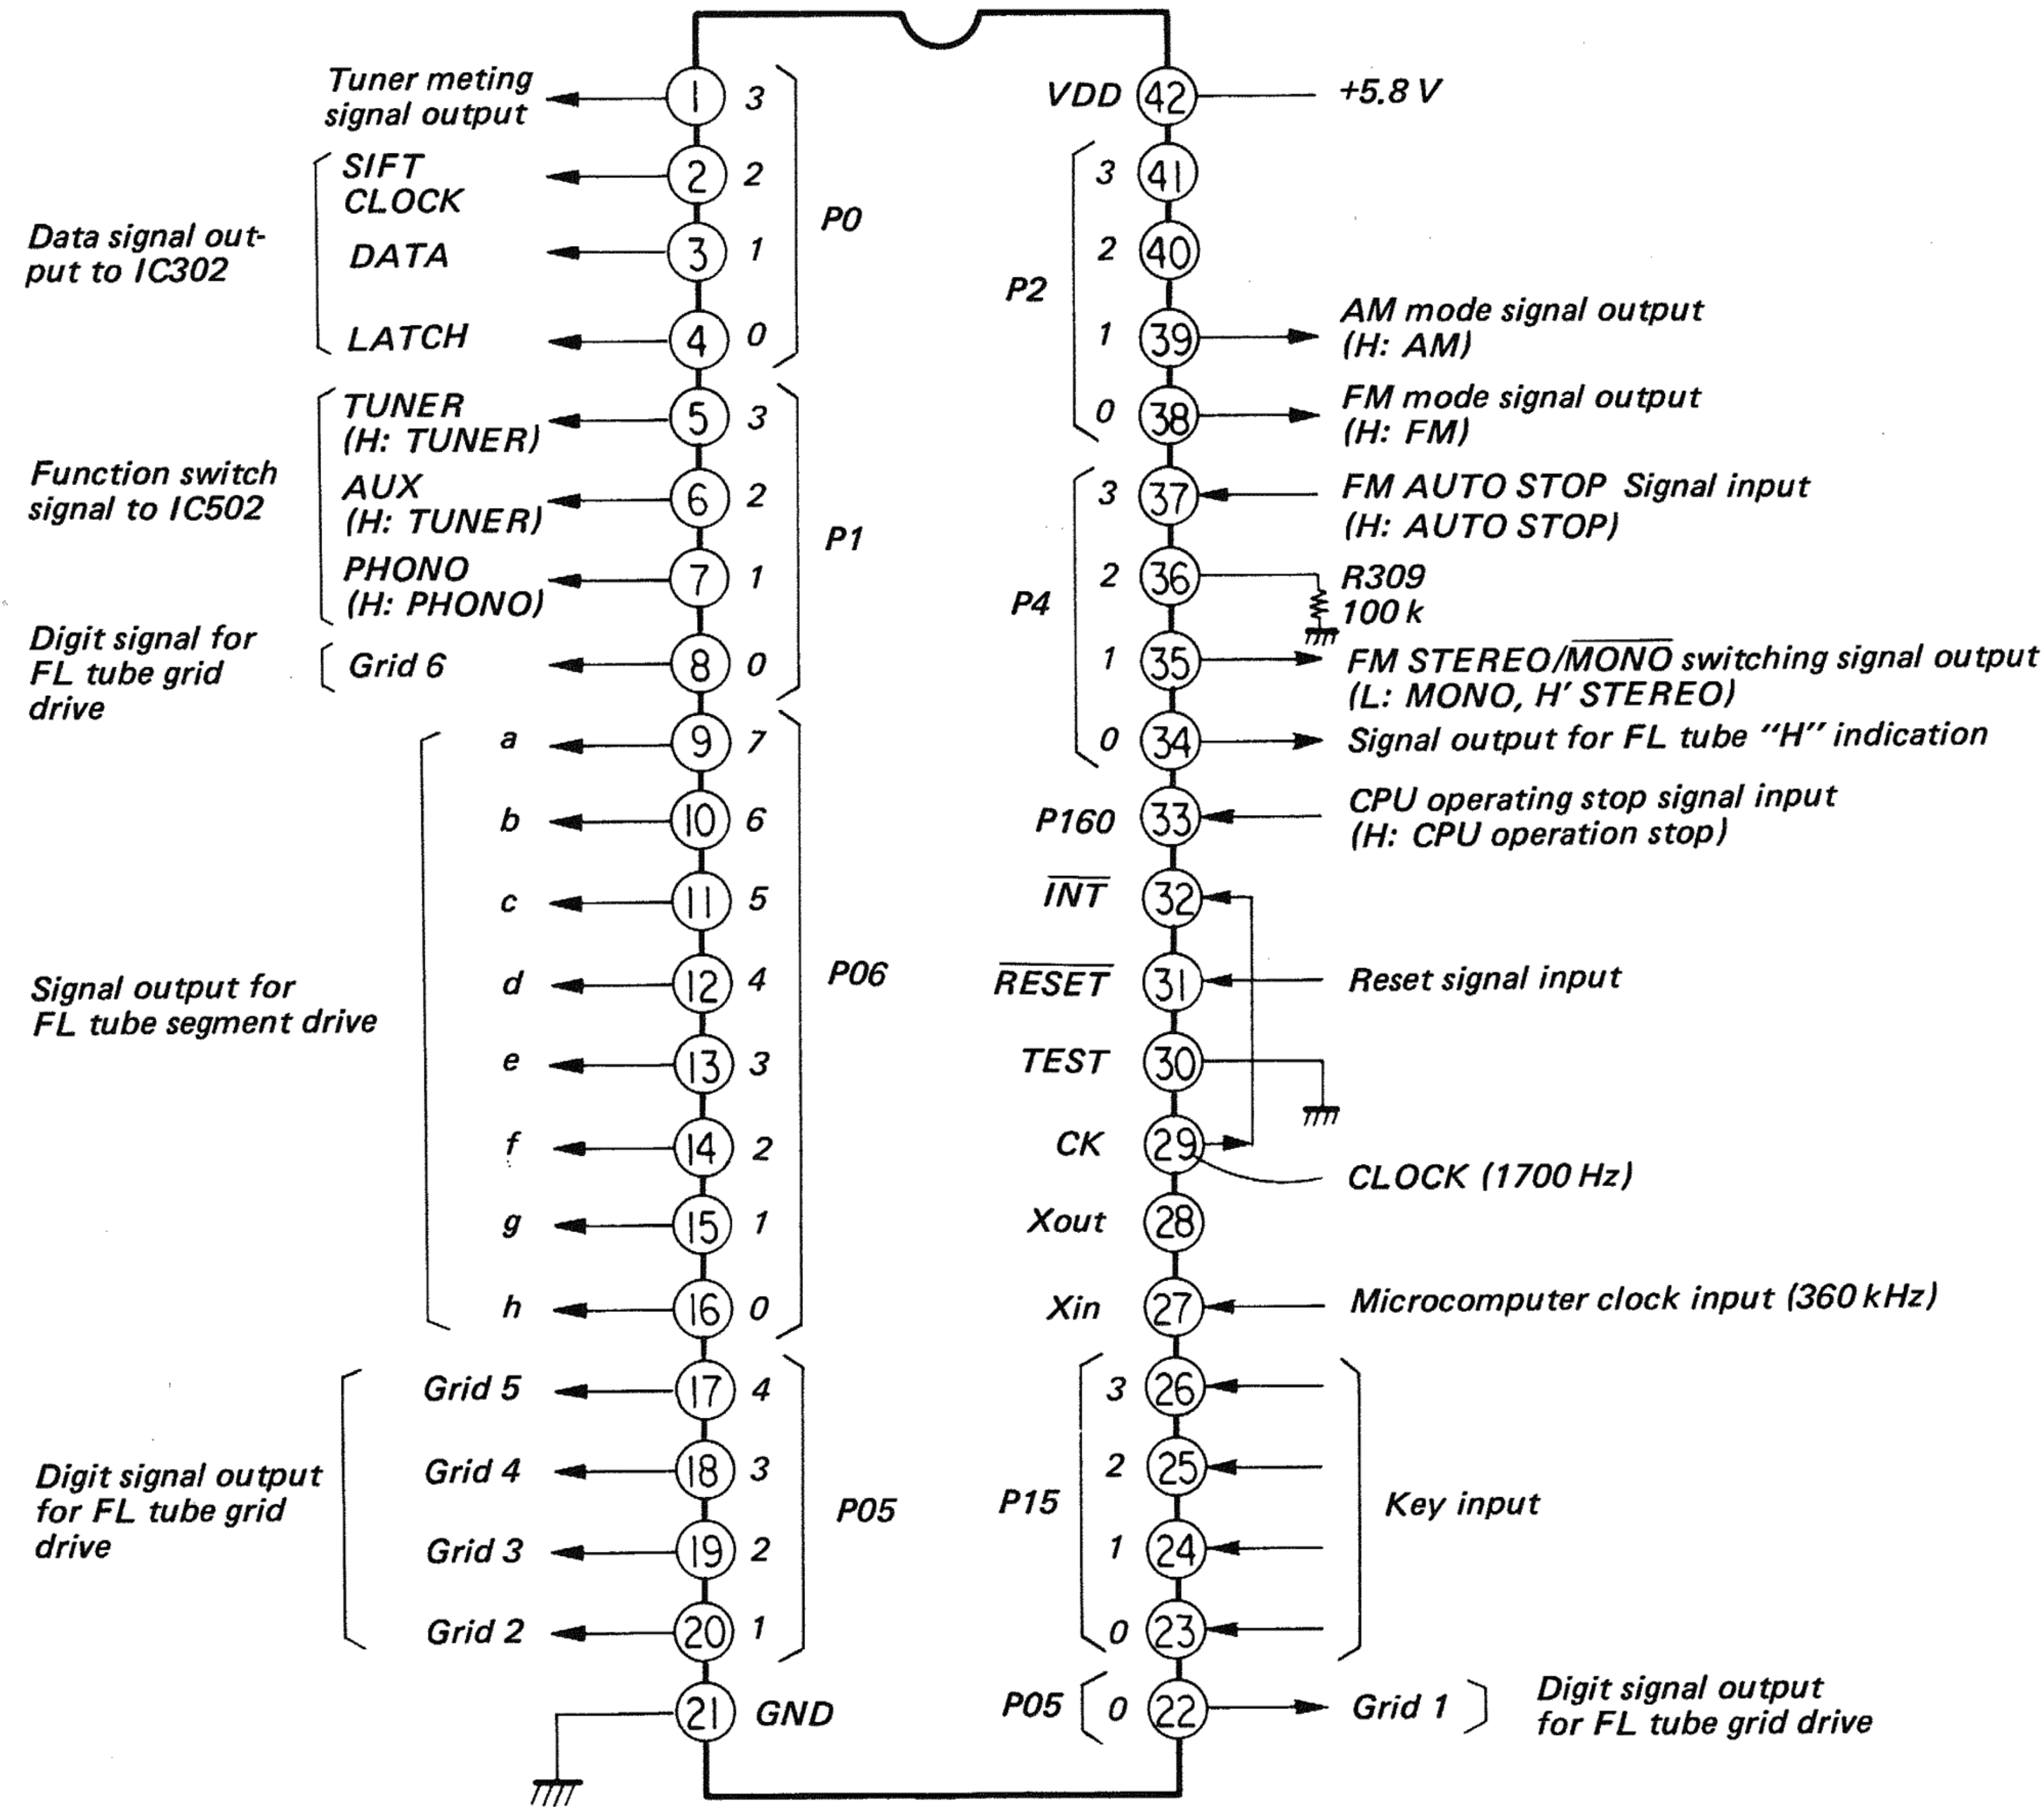 Tuner meting
signal output
1 3
SIFT
CLOCK
2 2
Data signal out-
put to IC302
DATA
3 1
LATCH
4 0
P0
TUNER
(H: TUNER)
5 3
Function switch
signal to IC502
AUX
(H: TUNER)
6 2
PHONO
(H: PHONO)
7 1
P1
Digit signal for
FL tube grid
drive
Grid 6
8 0
a 9 7
b 10 6
c 11 5
d 12 4
P06
Signal output for
FL tube segment drive
e 13 3
f 14 2
g 15 1
h 16 0
Grid 5 17 4
Grid 4 18 3
Digit signal output
for FL tube grid
drive
P05
Grid 3 19 2
Grid 2 20 1
21 GND
VDD 42 +5.8 V
3 41
2 40
P2
1 39
AM mode signal output
(H: AM)
0 38
FM mode signal output
(H: FM)
3 37
FM AUTO STOP Signal input
(H: AUTO STOP)
2 36
R309
100 k
P4
1 35
FM STEREO/MONO switching signal output
(L: MONO, H' STEREO)
0 34 Signal output for FL tube "H" indication
P160 33
CPU operating stop signal input
(H: CPU operation stop)
INT 32
RESET 31 Reset signal input
TEST 30
CK 29
CLOCK (1700 Hz)
Xout 28
Xin 27 Microcomputer clock input (360 kHz)
3 26
2 25
P15
Key input
1 24
0 23
P05 0 22 Grid 1
Digit signal output
for FL tube grid drive